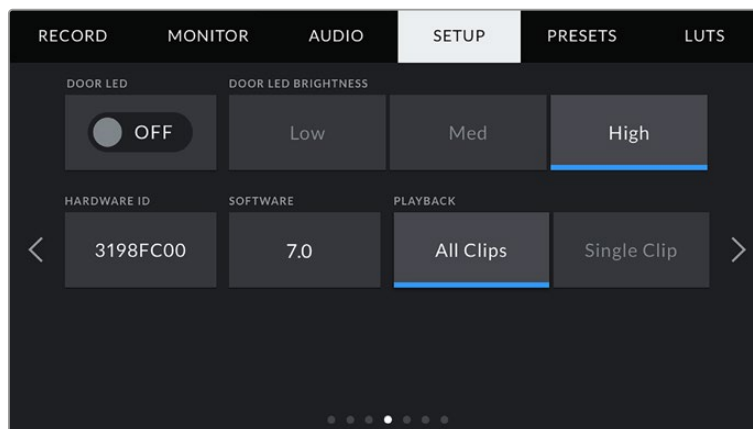 RECORD MONITOR AUDIO SETUP PRESETS LUTS
DOOR LED DOOR LED BRIGHTNESS
OFF Low Med High
HARDWARE ID SOFTWARE PLAYBACK
3198FC00 7.0 All Clips Single Clip